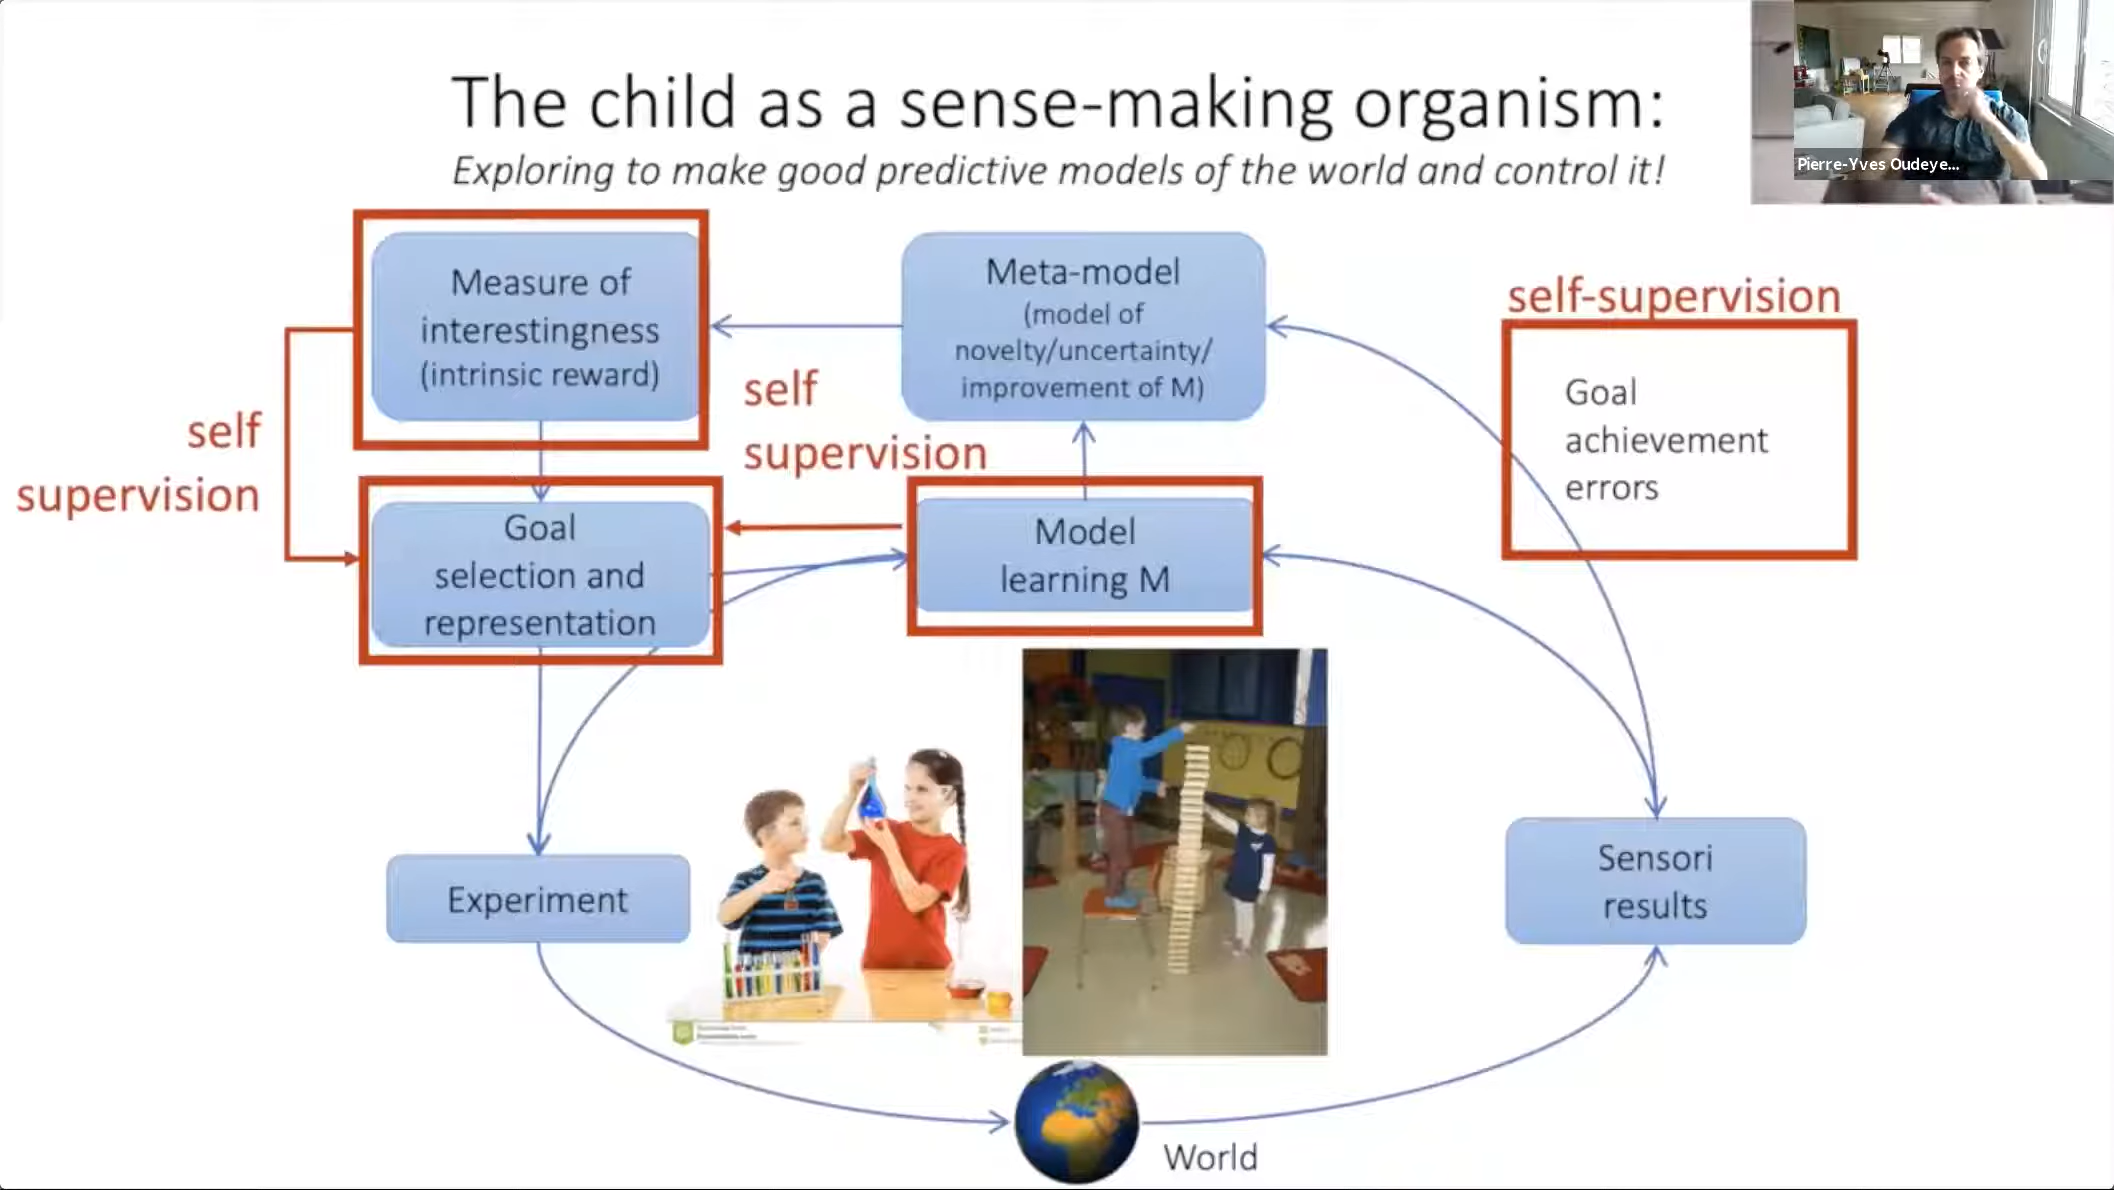 The child as a sense-making organism:
Exploring to make good predictive models of the world and control it!
Pierre-Yves Oudeye...
Measure of
interestingness
(intrinsic reward)
Meta-model
(model of
novelty/uncertainty/
improvement of M)
self-supervision
Goal
achievement
errors
self
supervision
self
supervision
Goal
selection and
representation
Model
learning M
Experiment
Sensori
results
World